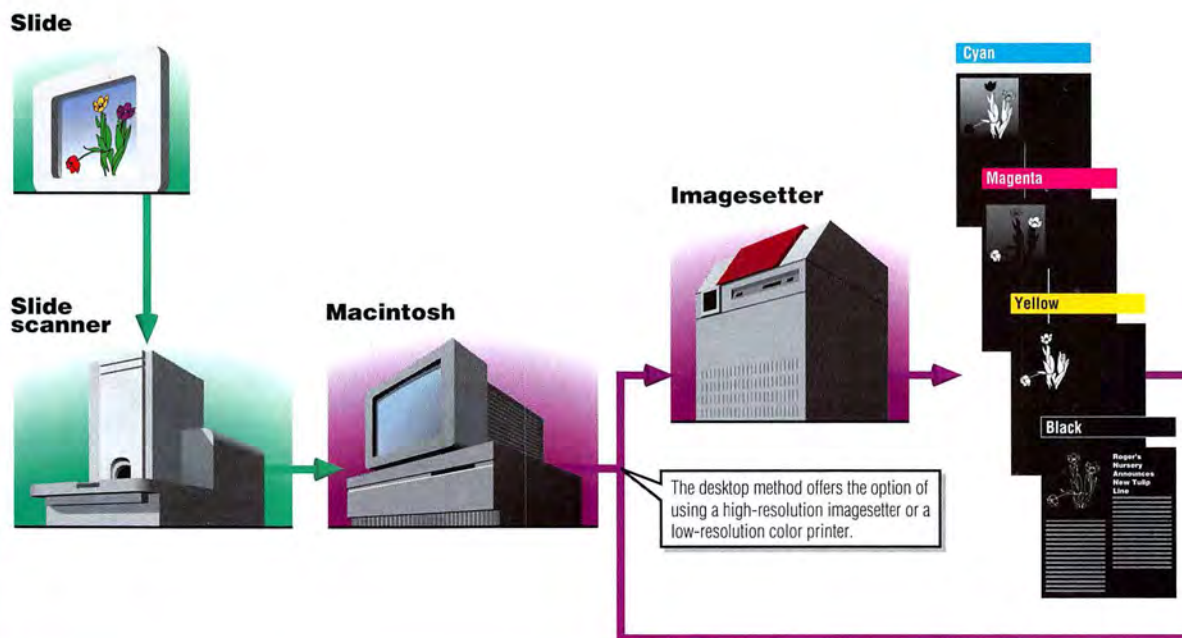 Slide
Slide
scanner
Macintosh
Imagesetter
The desktop method offers the option of
using a high-resolution imagesetter or a
low-resolution color printer.
Cyan
Magenta
Yellow
Black
Roger's
Nursery
Announces
New Tulip
Line